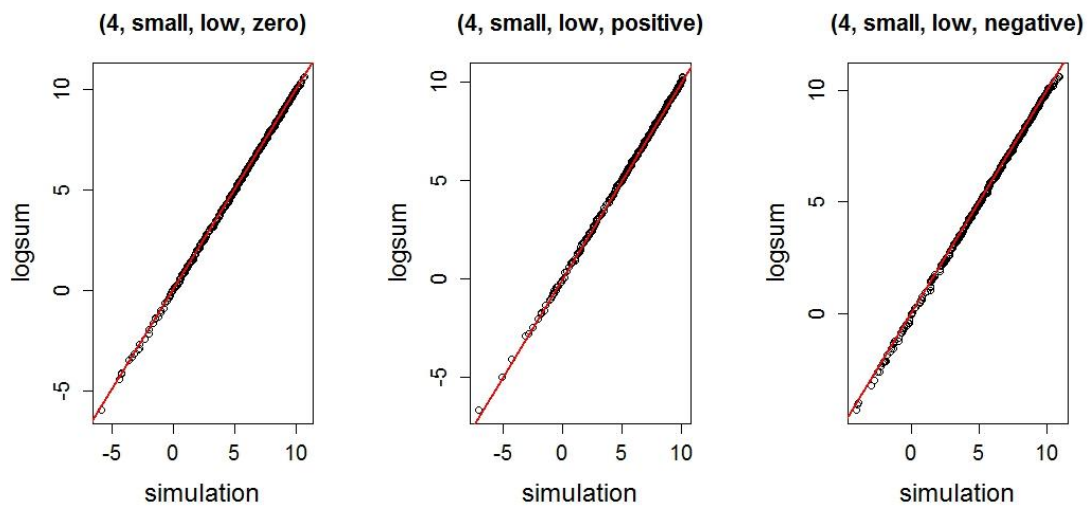 (4, small, low, zero)
logsum
10
5
0
-5
-5 0 5 10
simulation
(4, small, low, positive)
logsum
10
5
0
-5
-5 0 5 10
simulation
(4, small, low, negative)
logsum
10
5
0
0 5 10
simulation